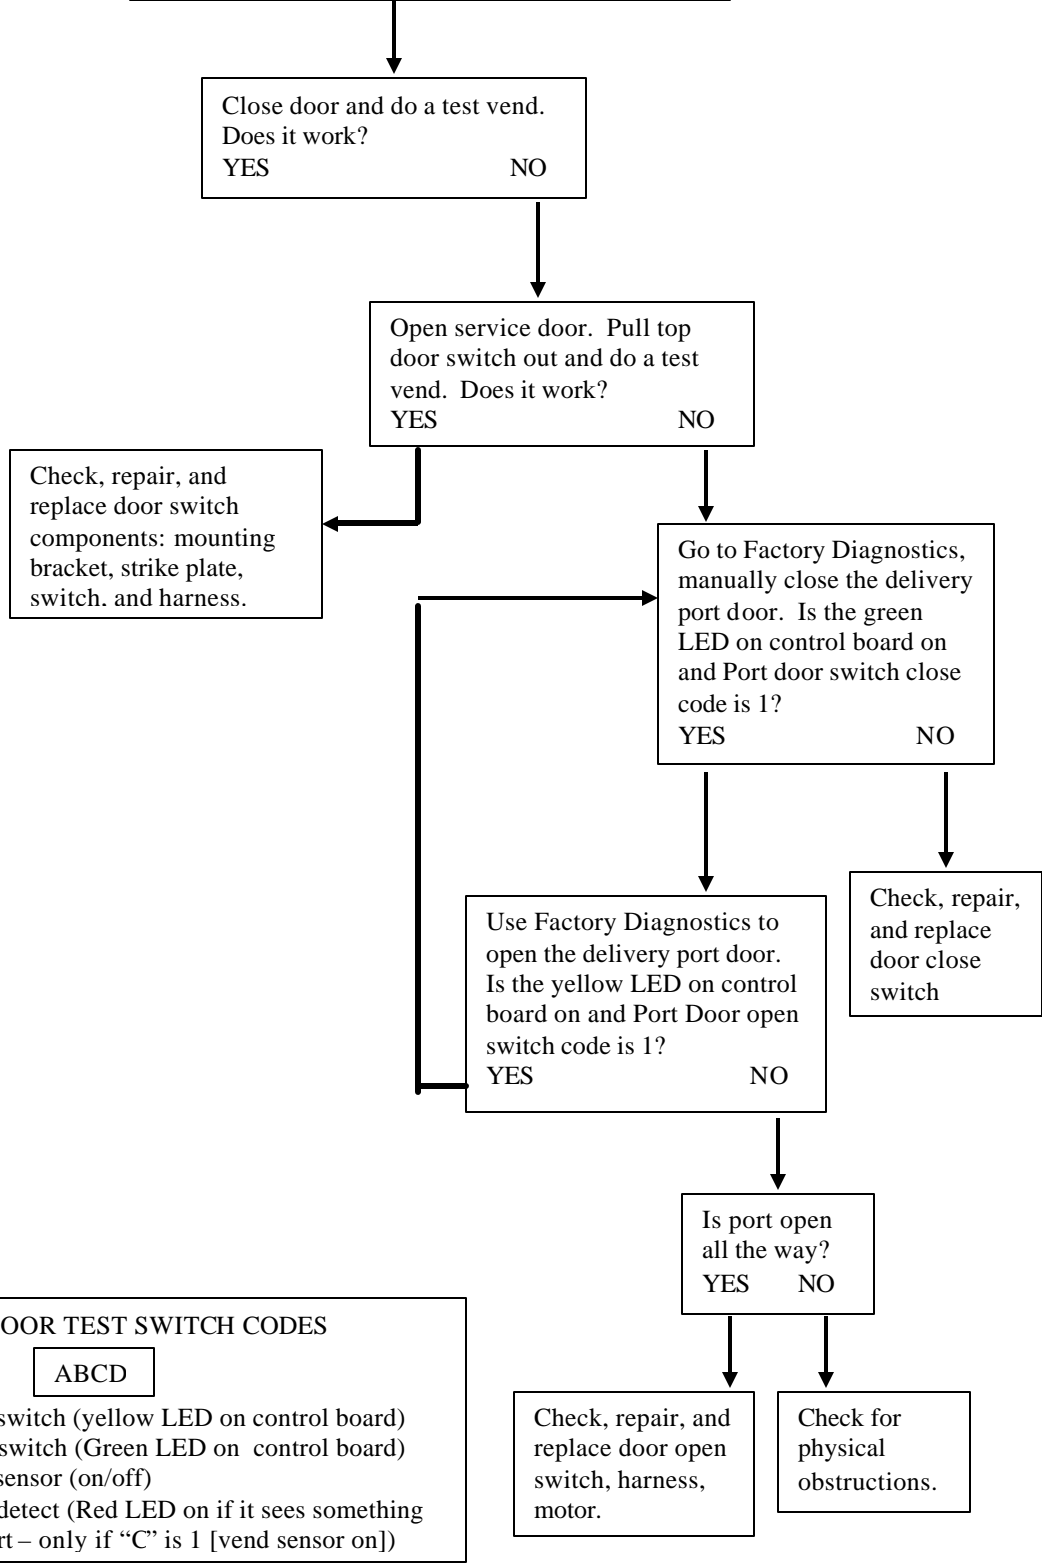 Close door and do a test vend.
Does it work?
YES NO
Open service door. Pull top
door switch out and do a test
vend. Does it work?
YES NO
Check, repair, and
replace door switch
components: mounting
bracket, strike plate,
switch, and harness.
Go to Factory Diagnostics,
manually close the delivery
port door. Is the green
LED on control board on
and Port door switch close
code is 1?
YES NO
Check, repair,
and replace
door close
switch
Use Factory Diagnostics to
open the delivery port door.
Is the yellow LED on control
board on and Port Door open
switch code is 1?
YES NO
Is port open
all the way?
YES NO
Check, repair, and
replace door open
switch, harness,
motor.
Check for
physical
obstructions.
OOR TEST SWITCH CODES
ABCD
switch (yellow LED on control board)
switch (Green LED on control board)
sensor (on/off)
detect (Red LED on if it sees something
rt – only if “C” is 1 [vend sensor on])